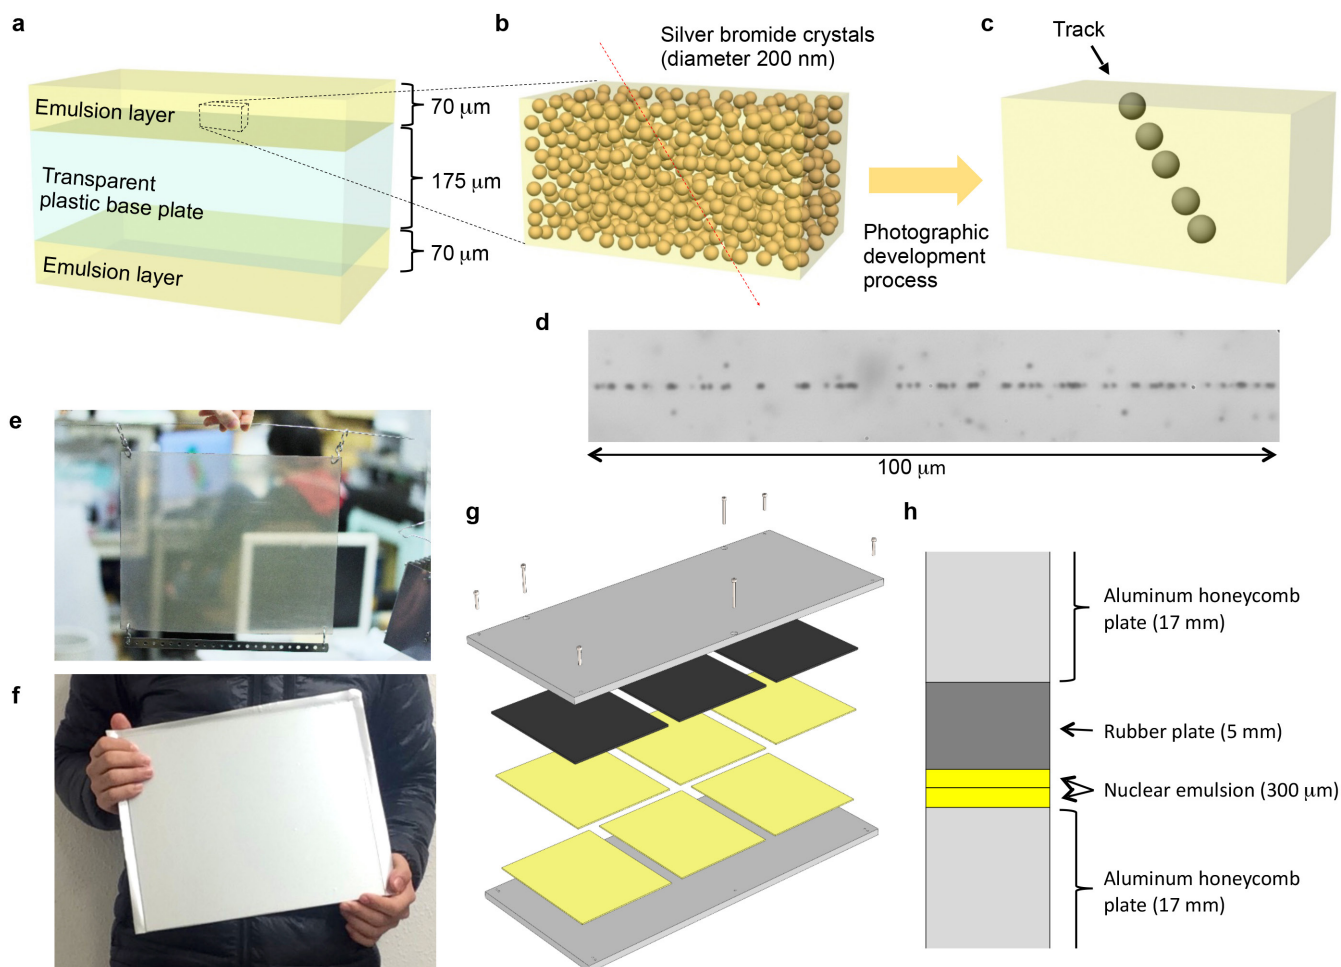 a
Emulsion layer
70 μm
Transparent
plastic base plate
175 μm
Emulsion layer
70 μm
b
Silver bromide crystals
(diameter 200 nm)
Photographic
development
process
c
Track
d
100 μm
e
f
g
h
Aluminum honeycomb
plate (17 mm)
Rubber plate (5 mm)
Nuclear emulsion (300 μm)
Aluminum honeycomb
plate (17 mm)